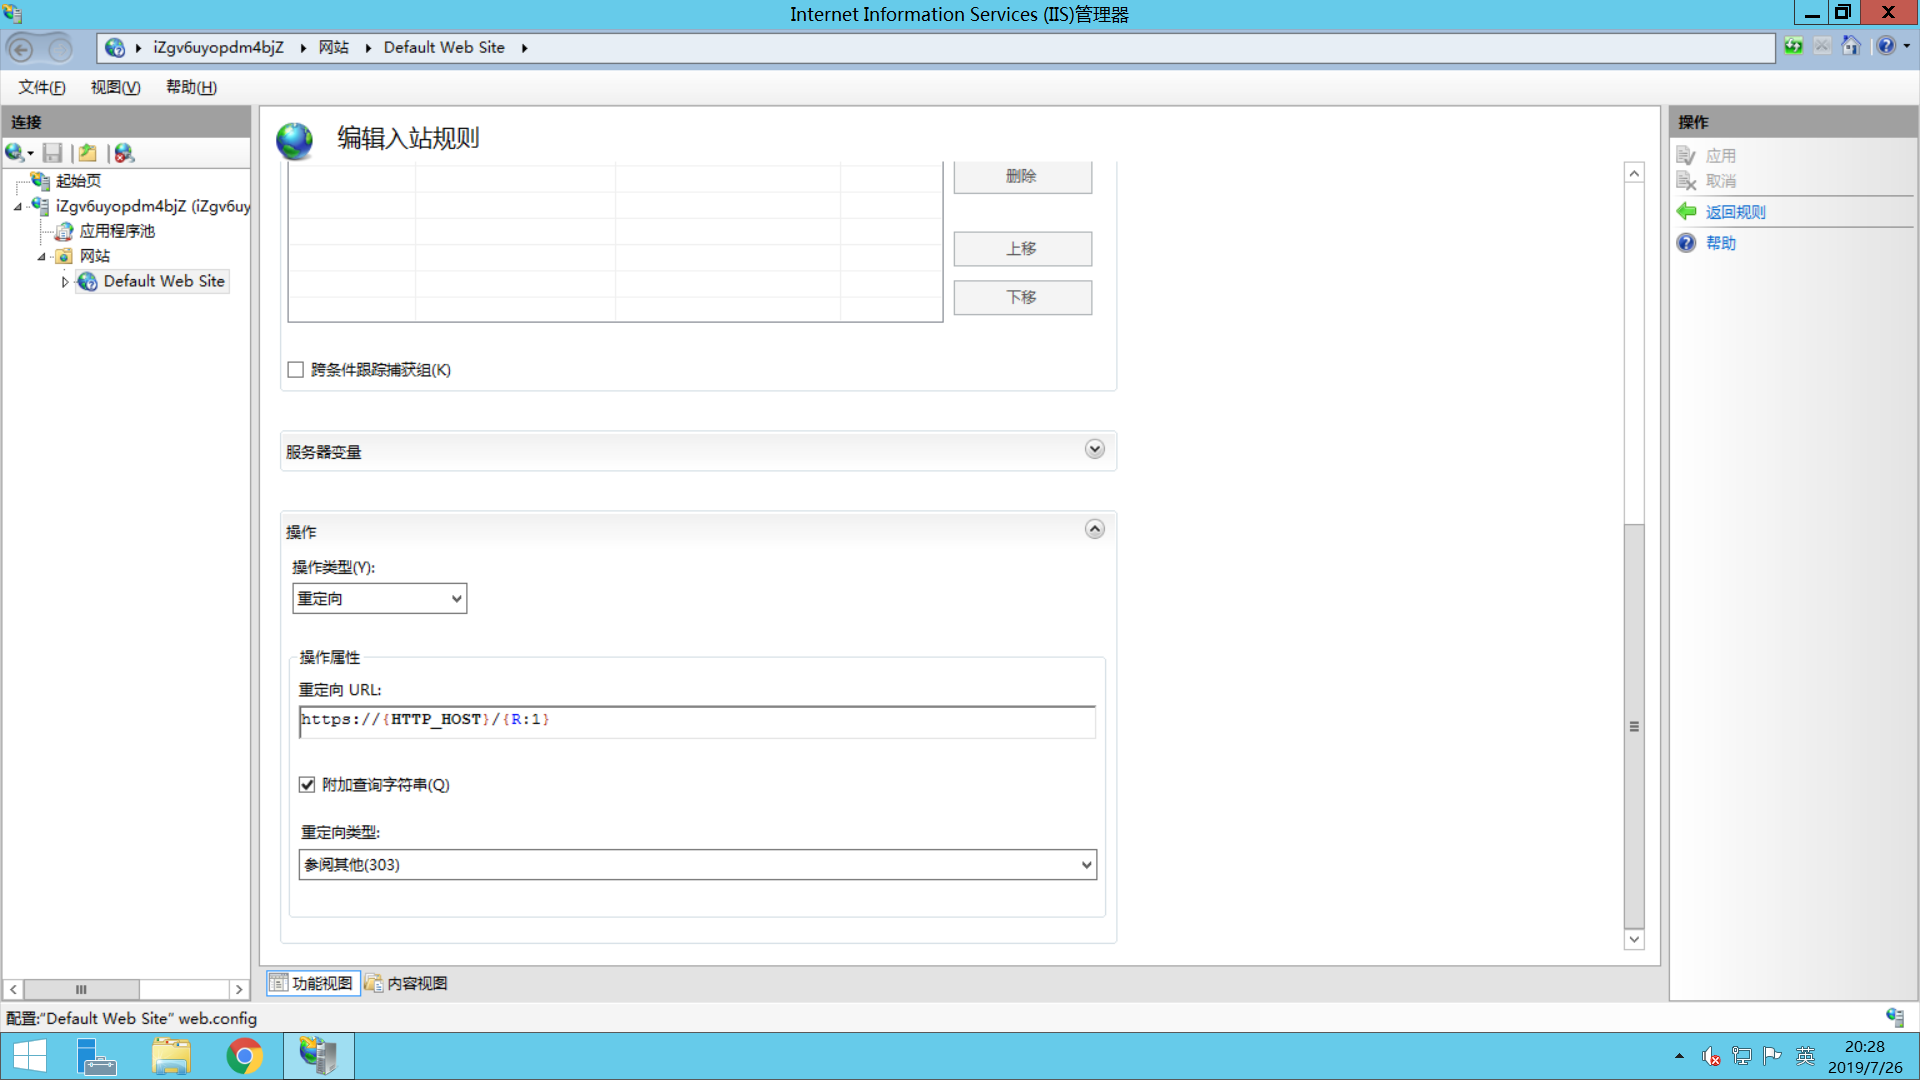 Internet Information Services (IIS)管理器
iZgv6uyopdm4bjZ
网站
Default Web Site
文件(F)
视图(V)
帮助(H)
连接
起始页
iZgv6uyopdm4bjZ (iZgv6uy
应用程序池
网站
Default Web Site
编辑入站规则
删除
上移
下移
跨条件跟踪捕获组(K)
服务器变量
操作
操作类型(Y):
重定向
操作属性
重定向 URL:
https://{HTTP_HOST}/{R:1}
附加查询字符串(Q)
重定向类型:
参阅其他(303)
功能视图
内容视图
操作
应用
取消
返回规则
帮助
配置:“Default Web Site” web.config
英
20:28
2019/7/26